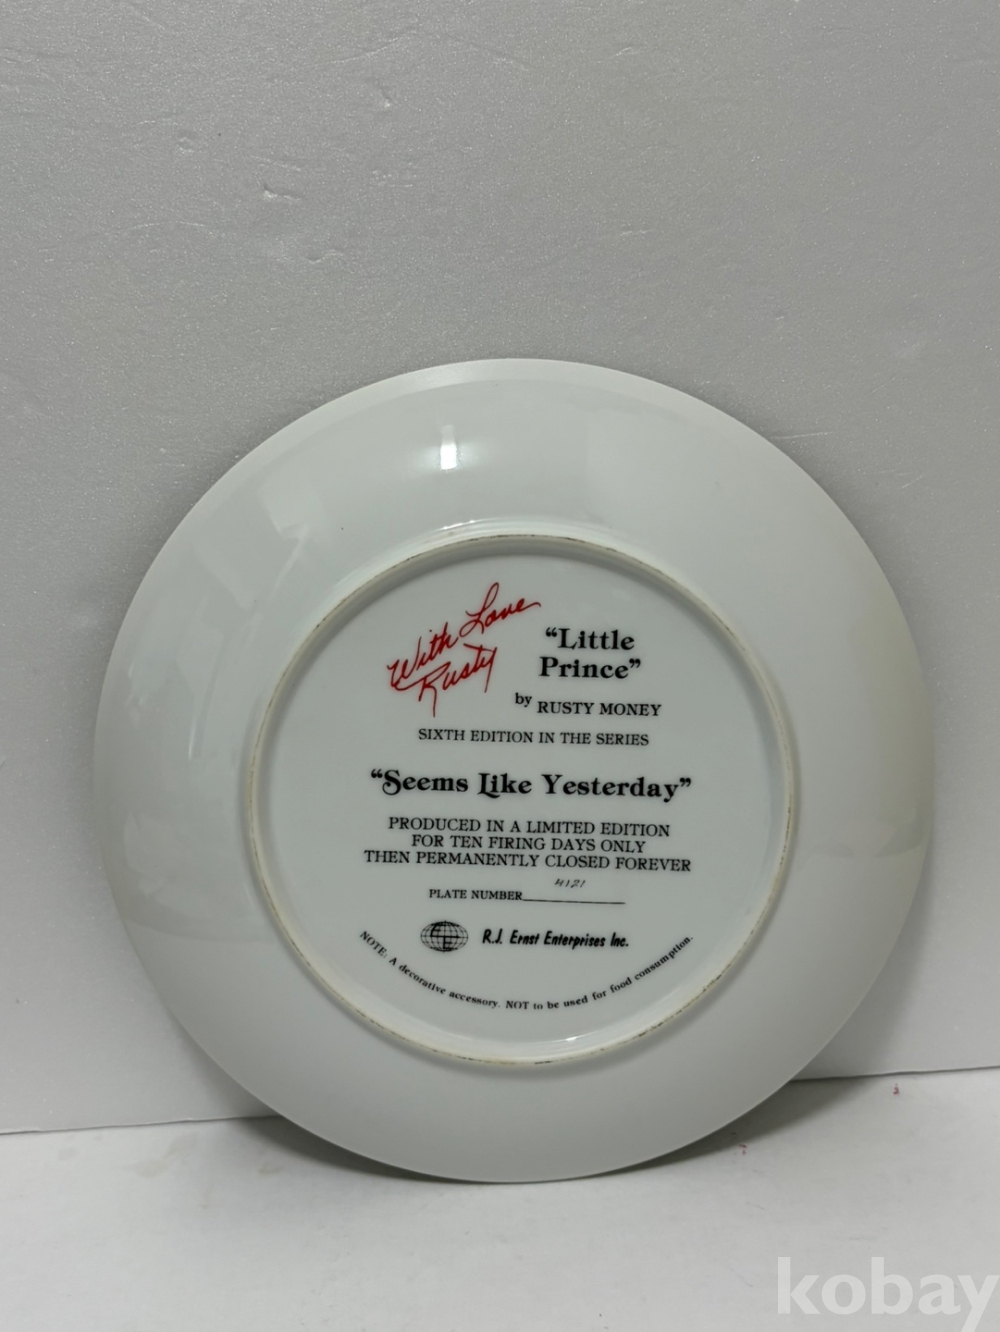 With Love
Rusty
"Little
Prince"
by RUSTY MONEY
SIXTH EDITION IN THE SERIES
"Seems Like Yesterday"
PRODUCED IN A LIMITED EDITION
FOR TEN FIRING DAYS ONLY
THEN PERMANENTLY CLOSED FOREVER
PLATE NUMBER 4121
R.J. Ernst Enterprises Inc.
NOTE: A decorative accessory. NOT to be used for food consumption.
kobay